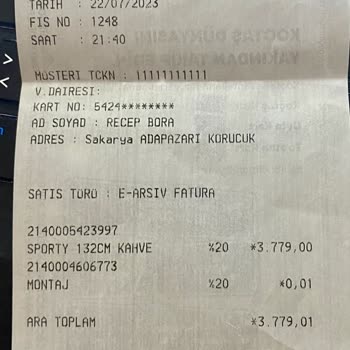 TARIH : 22/07/2023
FIS NO : 1248
SAAT : 21:40
MUSTERI TCKN : 11111111111
V.DAIRESI:
KART NO: 5424********
AD SOYAD : RECEP BORA
ADRES : Sakarya ADAPAZARI KORUCUK
SATIS TURU : E-ARSIV FATURA
2140005423997
SPORTY 132CM KAHVE %20 *3.779,00
2140004606773
MONTAJ %20 *0,01
ARA TOPLAM *3.779,01